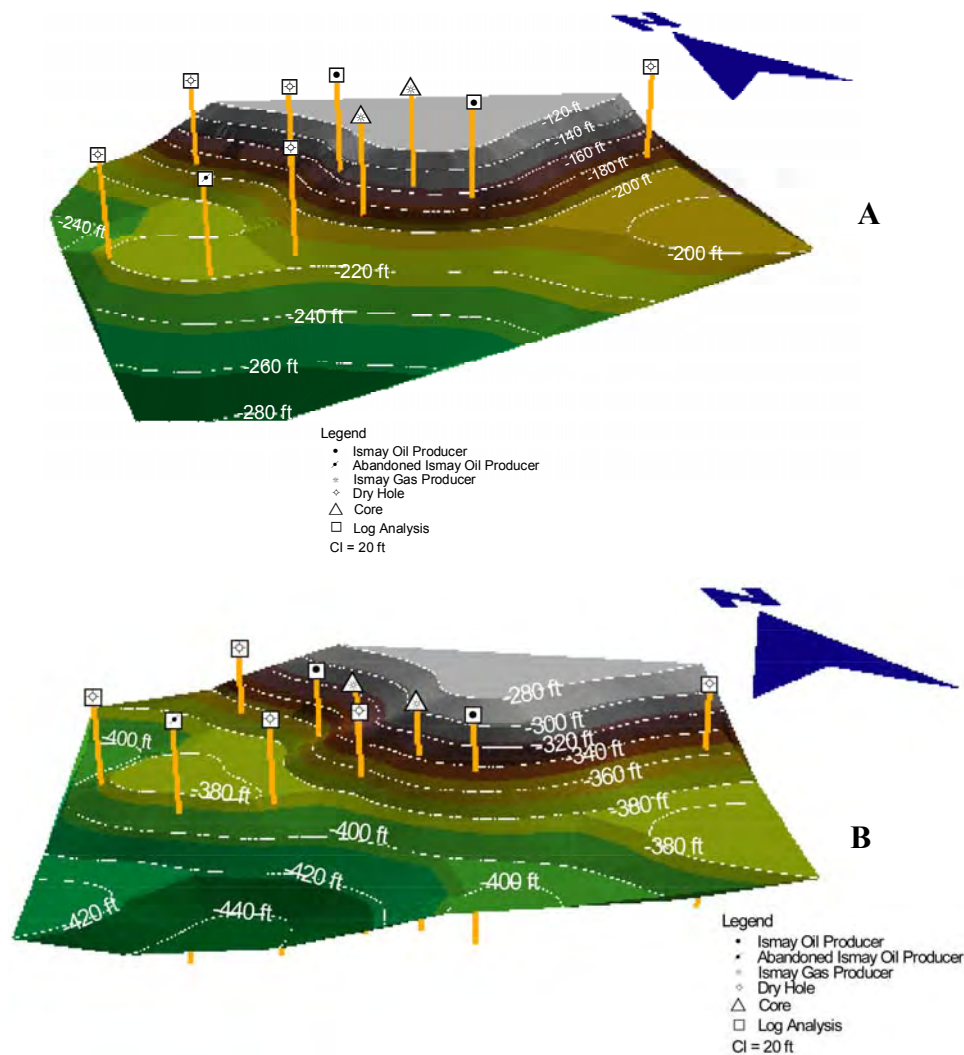 -120 ft
-140 ft
-160 ft
-180 ft
-200 ft
-240 ft
-200 ft
-220 ft
-240 ft
-260 ft
-280 ft
A
Legend
Ismay Oil Producer
Abandoned Ismay Oil Producer
Ismay Gas Producer
Dry Hole
Core
Log Analysis
CI = 20 ft
-280 ft
-300 ft
-320 ft
-340 ft
-360 ft
-400 ft
-380 ft
-380 ft
-380 ft
-400 ft
-420 ft
-400 ft
-420 ft
-440 ft
B
Legend
Ismay Oil Producer
Abandoned Ismay Oil Producer
Ismay Gas Producer
Dry Hole
Core
Log Analysis
CI = 20 ft